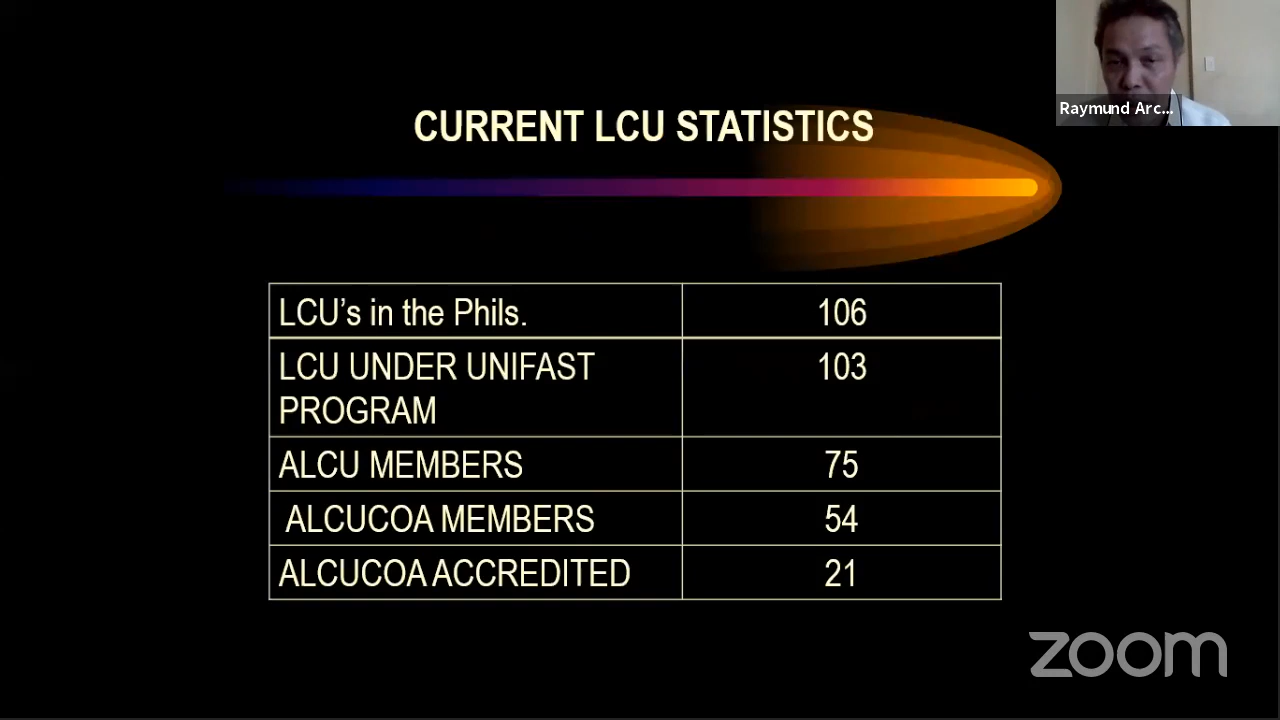 Raymund Arc...
CURRENT LCU STATISTICS
LCU’s in the Phils. 106
LCU UNDER UNIFAST 103
PROGRAM
ALCU MEMBERS 75
ALCUCOA MEMBERS 54
ALCUCOA ACCREDITED 21
zoom